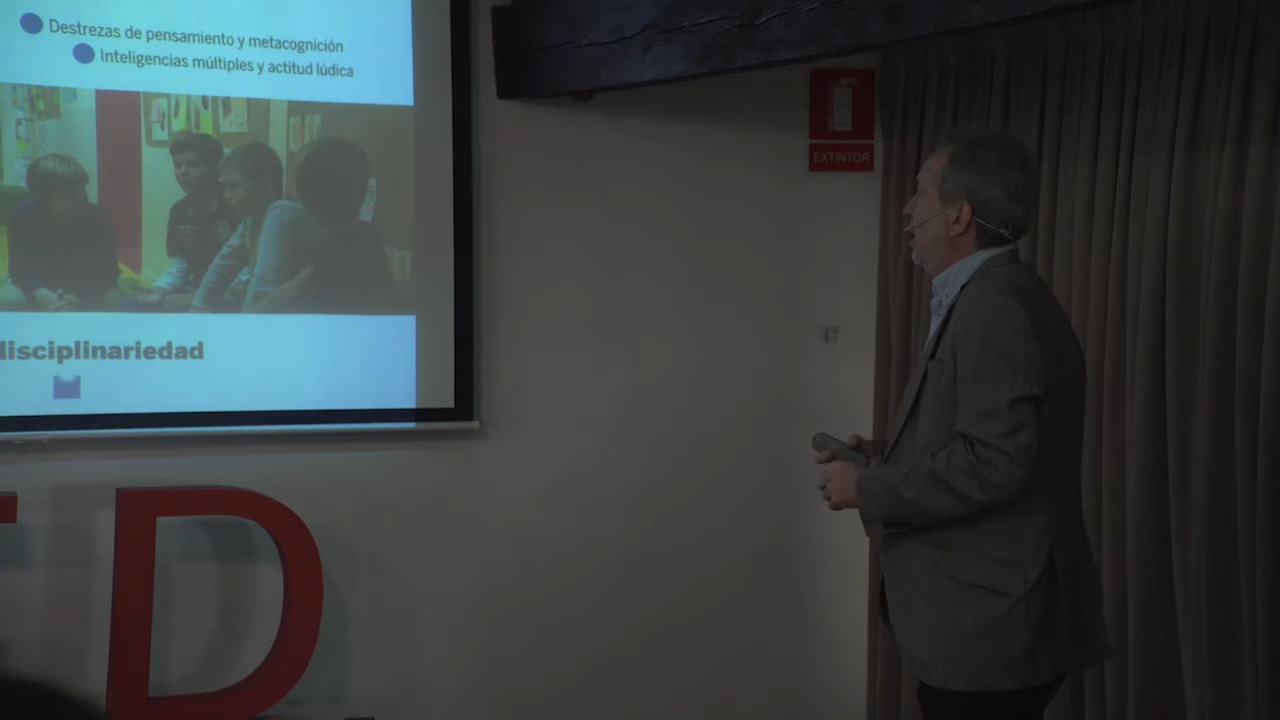 Destrezas de pensamiento y metacognición
Inteligencias múltiples y actitud lúdica
disciplinariedad
EXTINTOR
D